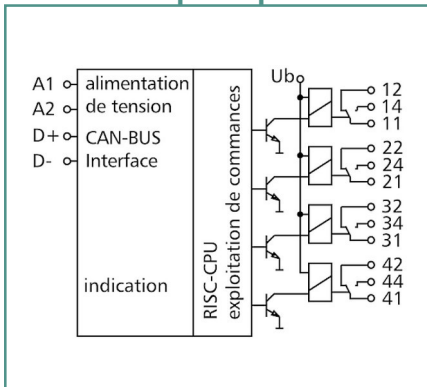 A1 alimentation
A2 de tension
D+ CAN-BUS
D- Interface
indication
RISC-CPU
exploitation de commances
Ub
12
14
11
22
24
21
32
34
31
42
44
41